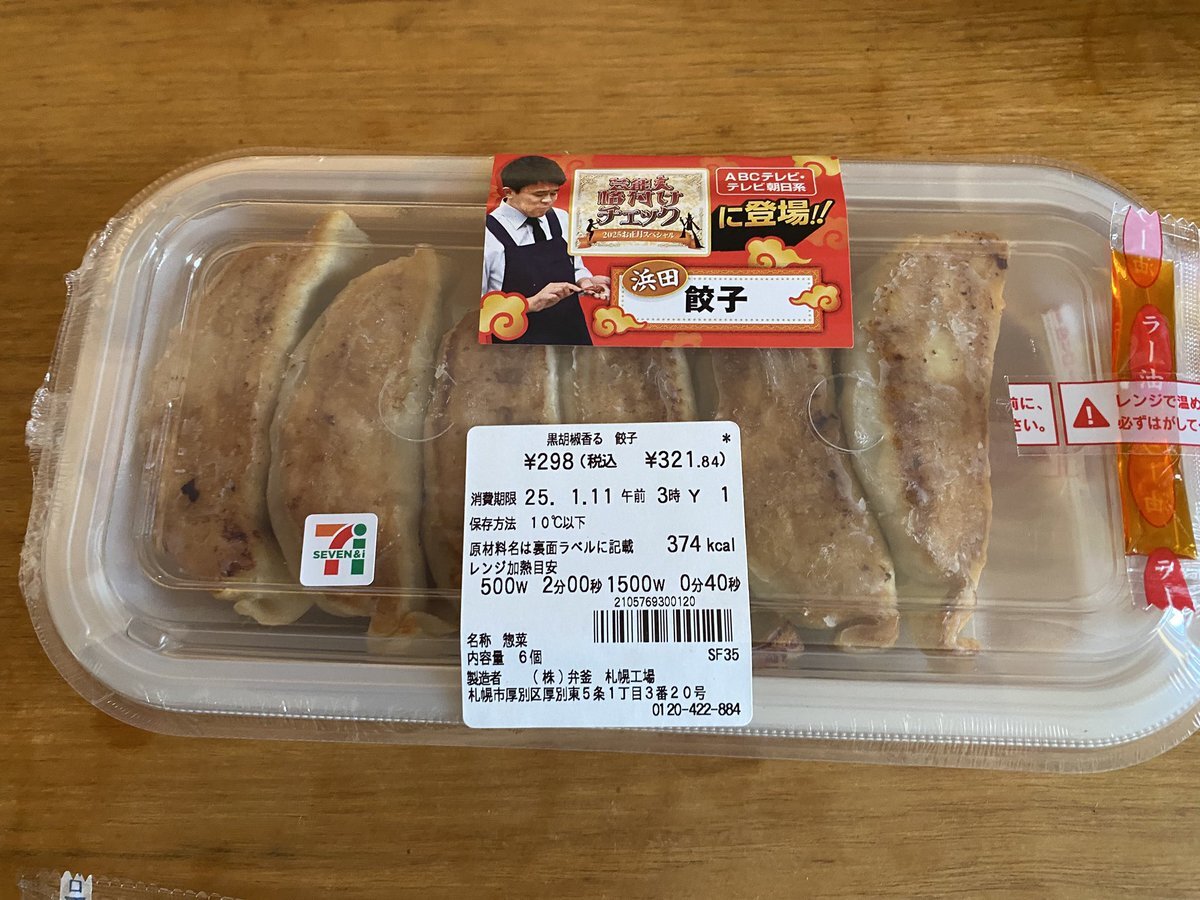 芸能人
格付け
チェック
2025お正月スペシャル
ABCテレビ・
テレビ朝日系
に登場!!
浜田
餃子
黒胡椒香る 餃子 *
¥298(税込 ¥321.84)
消費期限 25. 1.11 午前 3時 Y 1
保存方法 10℃以下
原材料名は裏面ラベルに記載 374kcal
レンジ加熱目安
500W 2分00秒 1500W 0分40秒
2105769300120
名称 惣菜
内容量 6個 SF35
製造者 (株)弁釜 札幌工場
札幌市厚別区厚別東5条1丁目3番20号
0120-422-884
7i
SEVEN&i
前に、
さい。
レンジで温め
必ずはがして
ラー油